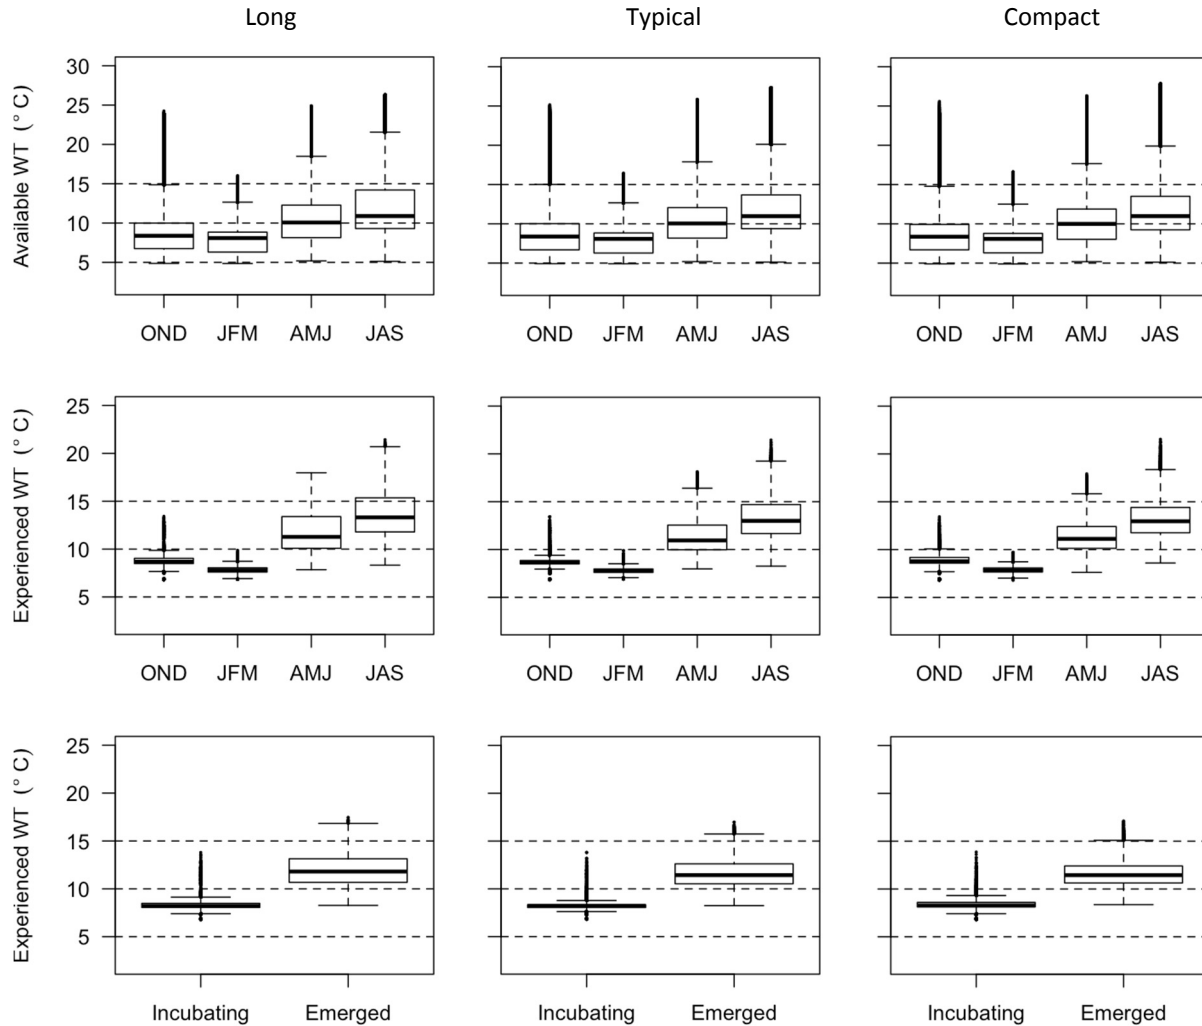 Long Typical Compact
Available WT (°C)
30
25
20
15
10
5
OND JFM AMJ JAS OND JFM AMJ JAS OND JFM AMJ JAS
Experienced WT (°C)
25
20
15
10
5
OND JFM AMJ JAS OND JFM AMJ JAS OND JFM AMJ JAS
Experienced WT (°C)
25
20
15
10
5
Incubating Emerged Incubating Emerged Incubating Emerged